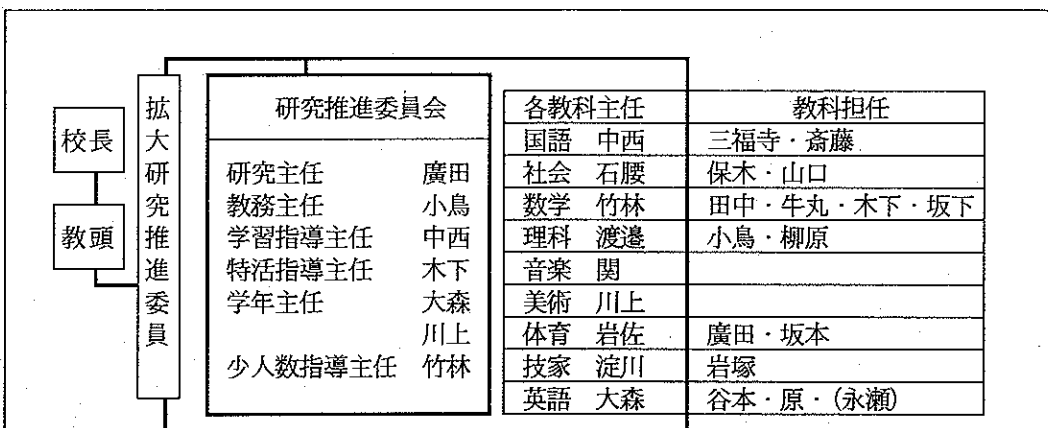 校長
教頭
拡大研究推進委員
研究推進委員会
研究主任 廣田
教務主任 小鳥
学習指導主任 中西
特活指導主任 木下
学年主任 大森
川上
少人数指導主任 竹林
各教科主任 教科担任
国語 中西 三福寺・斎藤
社会 石腰 保木・山口
数学 竹林 田中・牛丸・木下・坂下
理科 渡邉 小鳥・柳原
音楽 関
美術 川上
体育 岩佐 廣田・坂本
技家 淀川 岩塚
英語 大森 谷本・原・(永瀬)